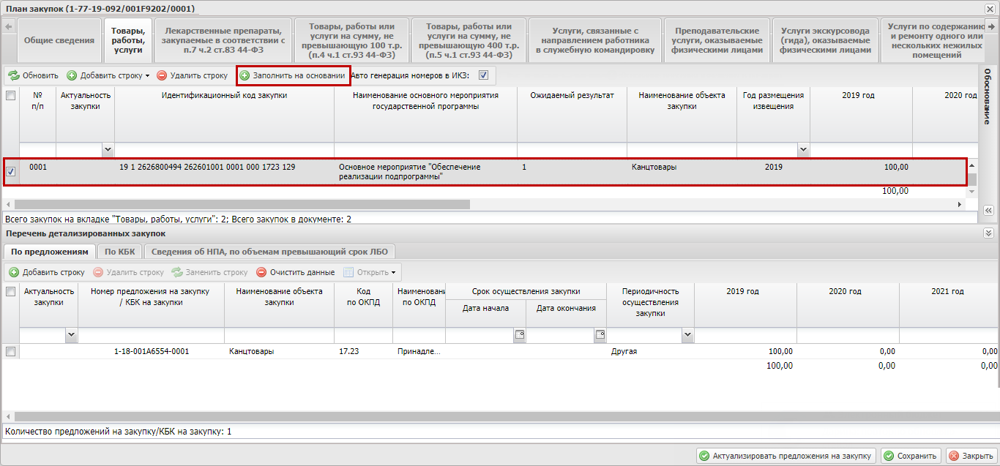 План закупок (1-77-19-092/001F9202/0001)
Общие сведения
Товары,
работы,
услуги
Лекарственные препараты,
закупаемые в соответствии с
п.7 ч.2 ст.83 44-ФЗ
Товары, работы или
услуги на сумму, не
превышающую 100 т.р.
(п.4 ч.1 ст.93 44-ФЗ)
Товары, работы или
услуги на сумму, не
превышающую 400 т.р.
(п.5 ч.1 ст.93 44-ФЗ)
Услуги, связанные с
направлением работника
в служебную командировку
Преподавательские
услуги, оказываемые
физическими лицами
Услуги экскурсовода
(гида), оказываемые
физическими лицами
Услуги по содержанию
и ремонту одного или
нескольких нежилых
помещений
Обновить Добавить строку Удалить строку Заполнить на основании Авто генерация номеров в ИКЗ:
Обоснование
№
п/п
Актуальность
закупки
Идентификационный код закупки
Наименование основного мероприятия
государственной программы
Ожидаемый результат
Наименование объекта
закупки
Год размещения
извещения
2019 год
2020 год
0001 19 1 2626800494 262601001 0001 000 1723 129 Основное мероприятие "Обеспечение
реализации подпрограммы"
1 Канцтовары 2019 100,00
100,00
Всего закупок на вкладке "Товары, работы, услуги": 2; Всего закупок в документе: 2
Перечень детализированных закупок
По предложениям По КБК Сведения об НПА, по объемам превышающий срок ЛБО
Добавить строку Удалить строку Заменить строку Очистить данные Открыть
Актуальность
закупки
Номер предложения на закупку
/ КБК на закупки
Наименование объекта
закупки
Код
по ОКПД
Наименовани
по ОКПД
Срок осуществления закупки
Дата начала Дата окончания
Периодичность
осуществления
закупки
2019 год 2020 год 2021 год
1-18-001A6554-0001 Канцтовары 17.23 Принадле... Другая 100,00 0,00 0,00
100,00 0,00 0,00
Количество предложений на закупку/КБК на закупку: 1
Актуализировать предложения на закупку Сохранить Закрыть